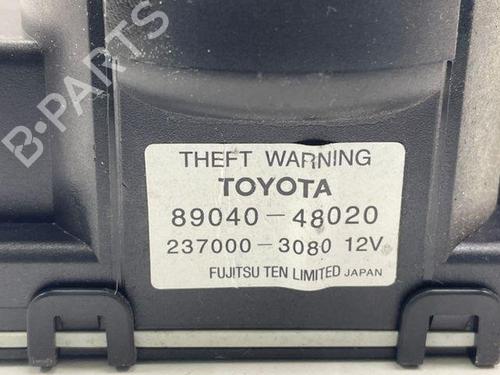 B-PARTS
THEFT WARNING
TOYOTA
89040-48020
237000-3080 12V
FUJITSU TEN LIMITED JAPAN